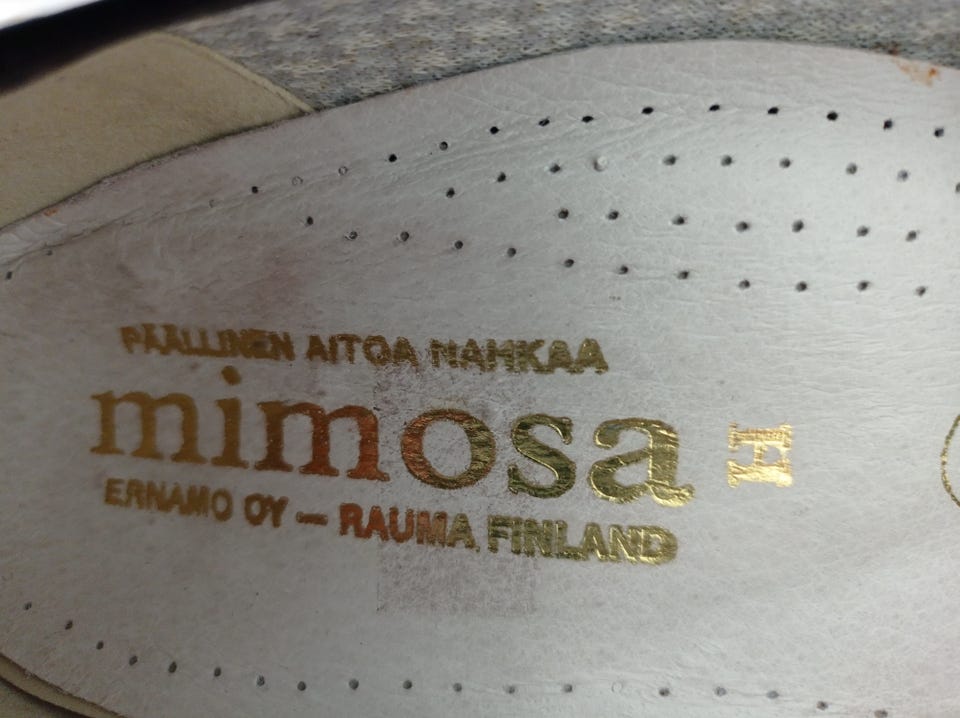 PÄÄLLINEN AITOA NAHKAA
mimosa H
ERNAMO OY — RAUMA FINLAND